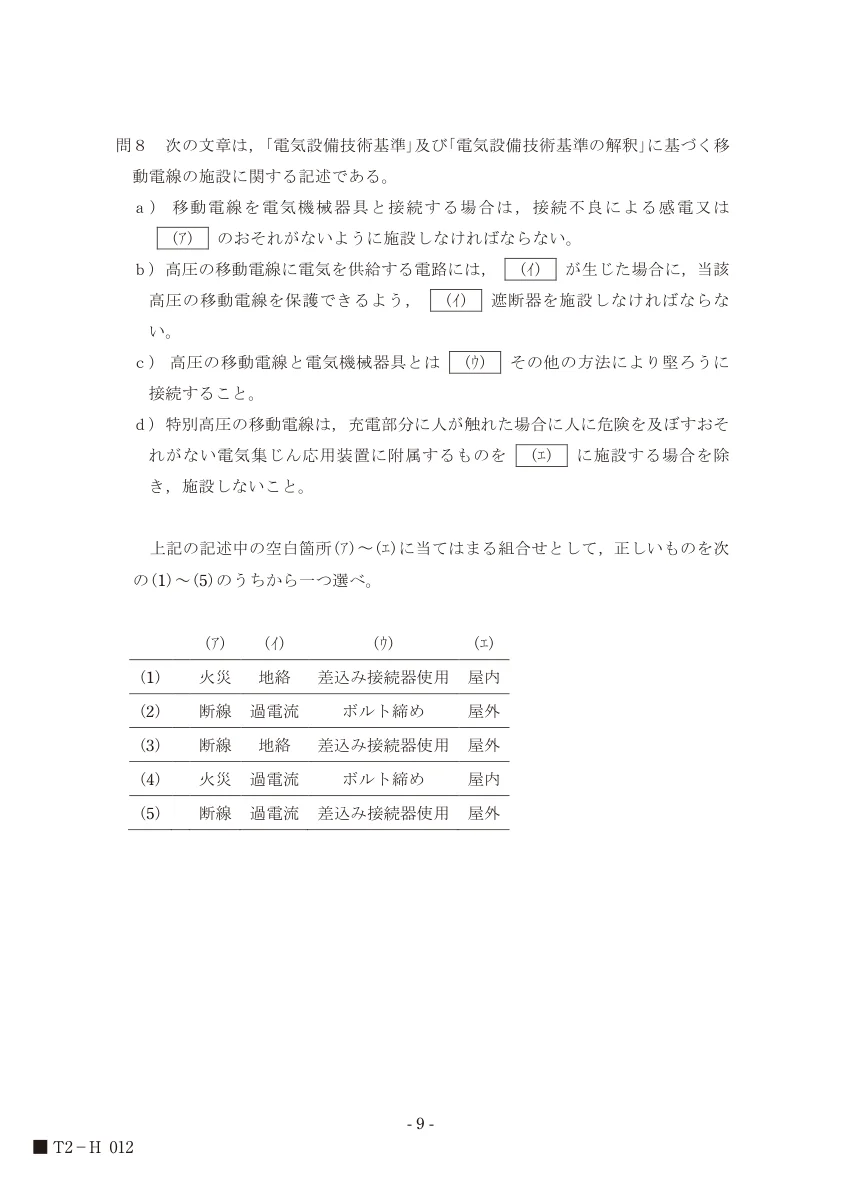 問８　次の文章は，「電気設備技術基準」及び「電気設備技術基準の解釈」に基づく移
動電線の施設に関する記述である。
ａ） 移動電線を電気機械器具と接続する場合は，接続不良による感電又は
(ｱ) のおそれがないように施設しなければならない。
ｂ）高圧の移動電線に電気を供給する電路には， (ｲ) が生じた場合に，当該
高圧の移動電線を保護できるよう， (ｲ) 遮断器を施設しなければならな
い。
ｃ） 高圧の移動電線と電気機械器具とは (ｳ) その他の方法により堅ろうに
接続すること。
ｄ）特別高圧の移動電線は，充電部分に人が触れた場合に人に危険を及ぼすおそ
れがない電気集じん応用装置に附属するものを (ｴ) に施設する場合を除
き，施設しないこと。
上記の記述中の空白箇所(ｱ)～(ｴ)に当てはまる組合せとして，正しいものを次
の(1)～(5)のうちから一つ選べ。
(ｱ) (ｲ) (ｳ) (ｴ)
(1) 火災 地絡 差込み接続器使用 屋内
(2) 断線 過電流 ボルト締め 屋外
(3) 断線 地絡 差込み接続器使用 屋外
(4) 火災 過電流 ボルト締め 屋内
(5) 断線 過電流 差込み接続器使用 屋外
- 9 -
■ T2－H 012